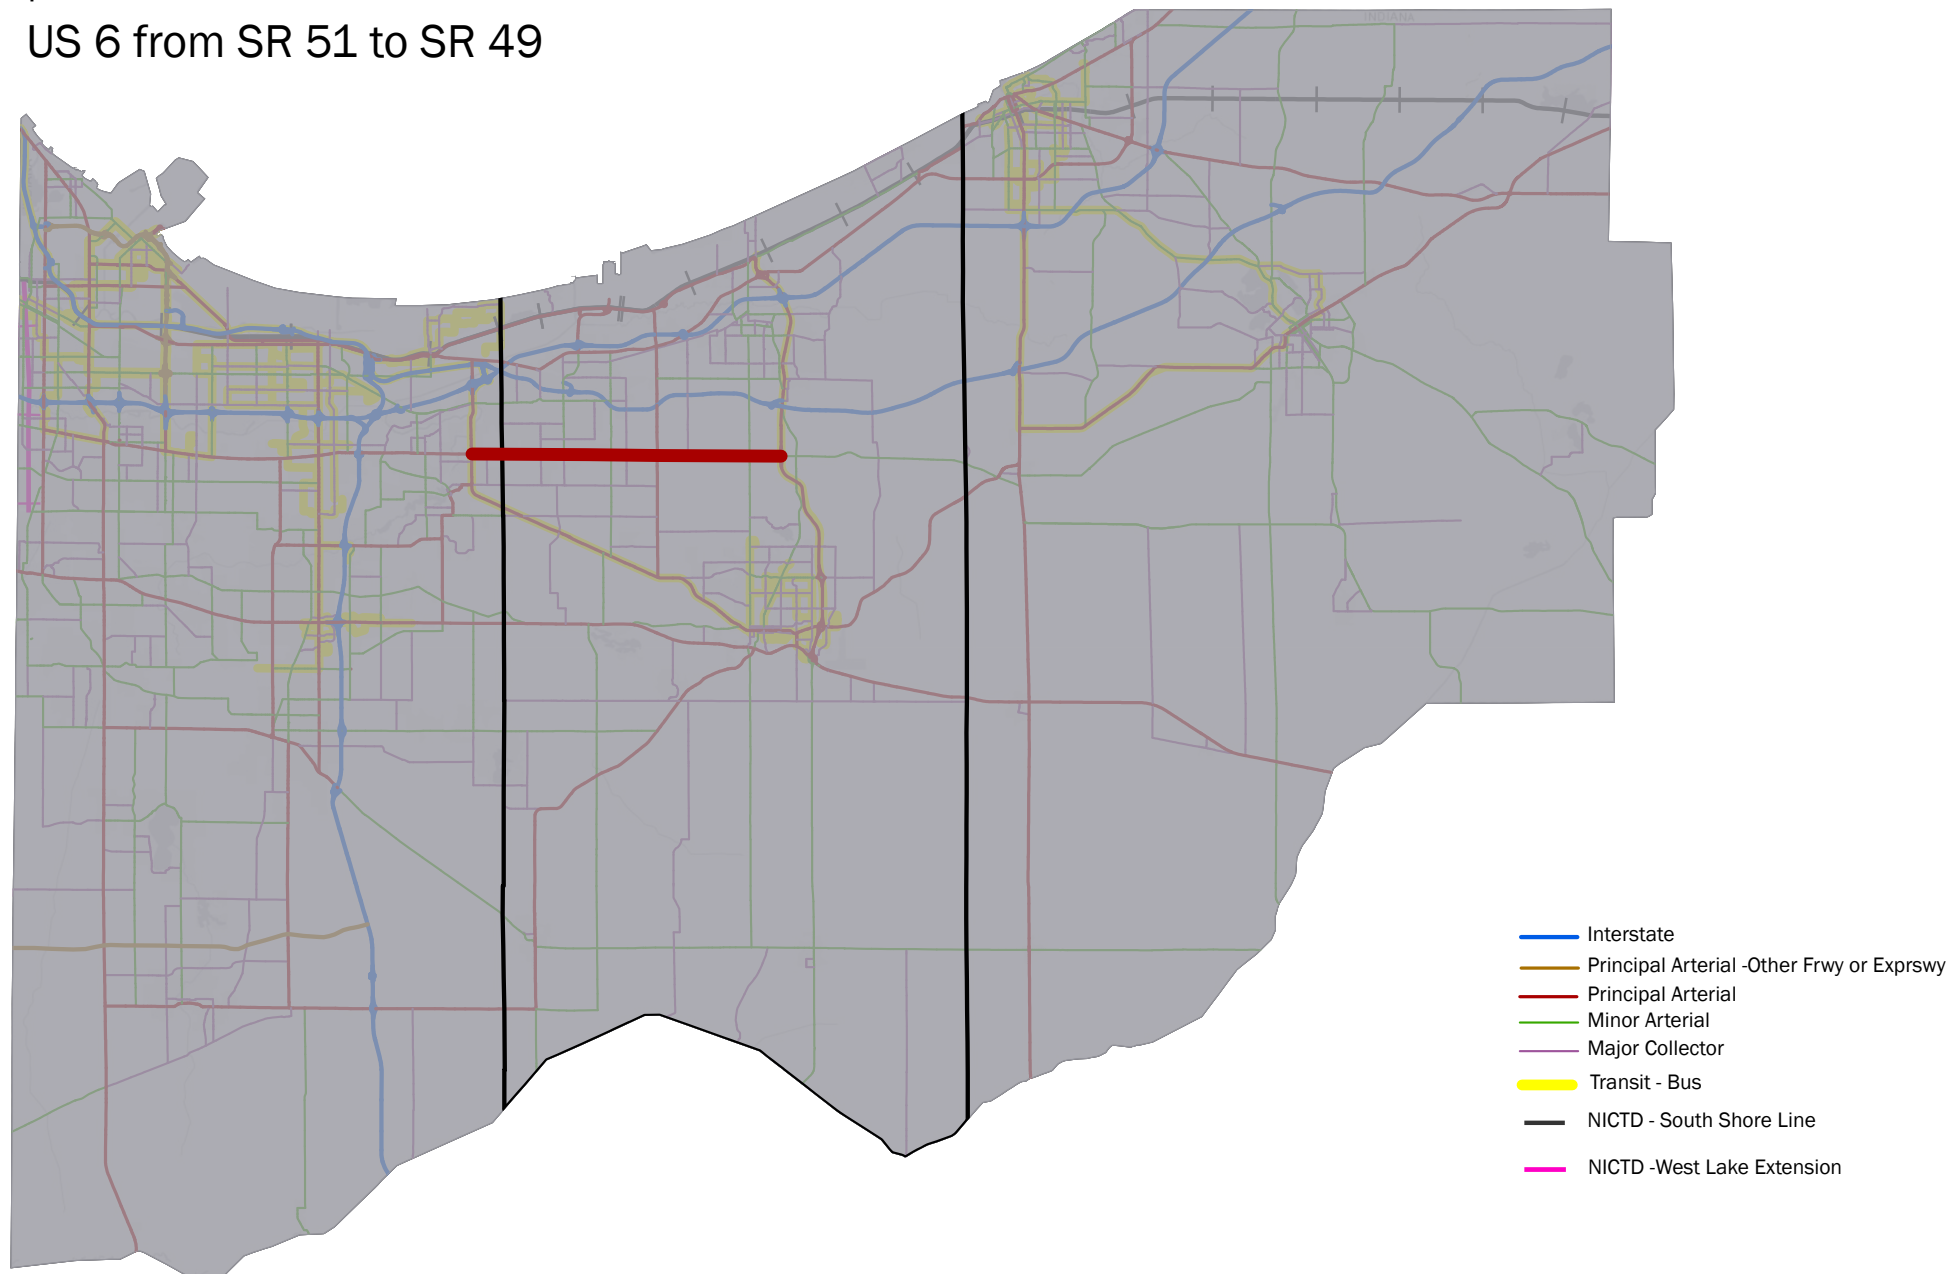 US 6 from SR 51 to SR 49
INDIANA
Interstate
Principal Arterial -Other Frwy or Exprswy
Principal Arterial
Minor Arterial
Major Collector
Transit - Bus
NICTD - South Shore Line
NICTD -West Lake Extension